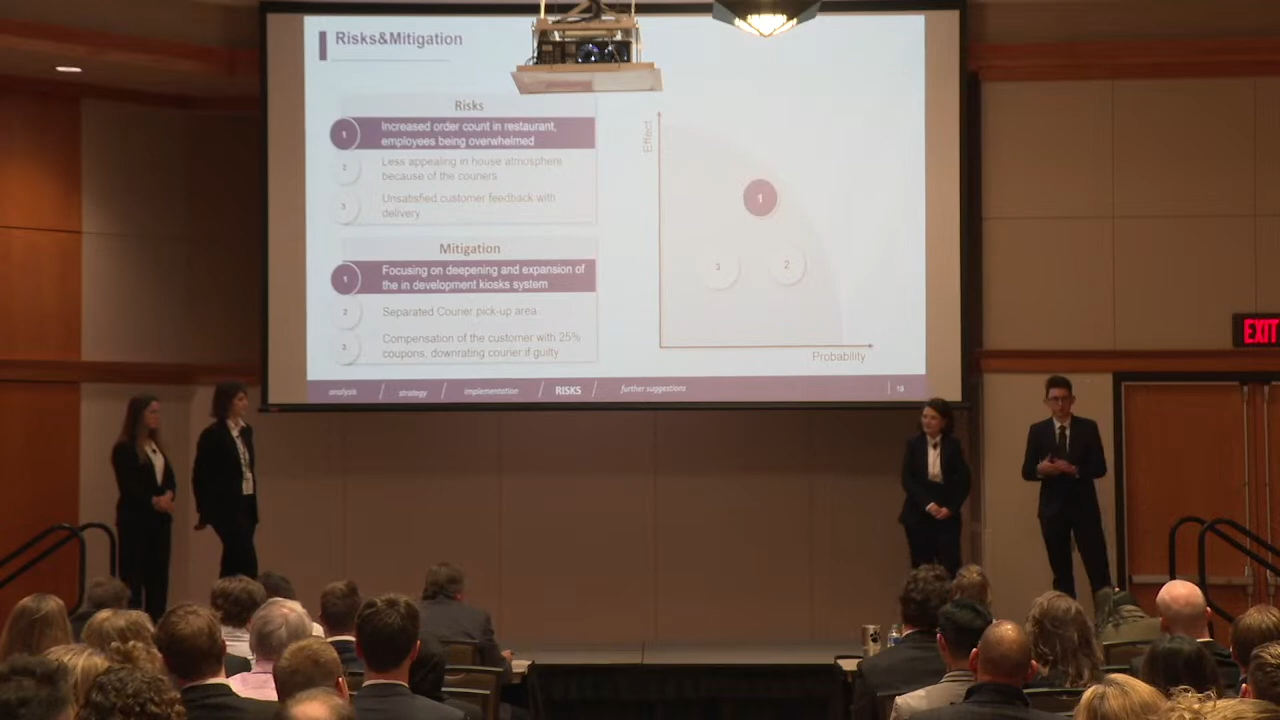 Risks&Mitigation
Risks
1
Increased order count in restaurant,
employees being overwhelmed
2
Less appealing in house atmosphere
because of the couriers
3
Unsatisfied customer feedback with
delivery
Mitigation
1
Focusing on deepening and expansion of
the in development kiosks system
2
Separated Courier pick-up area
3
Compensation of the customer with 25%
coupons, downrating courier if guilty
Effect
1
3
2
Probability
analysis / strategy / implementation / RISKS / further suggestions
19
EXIT